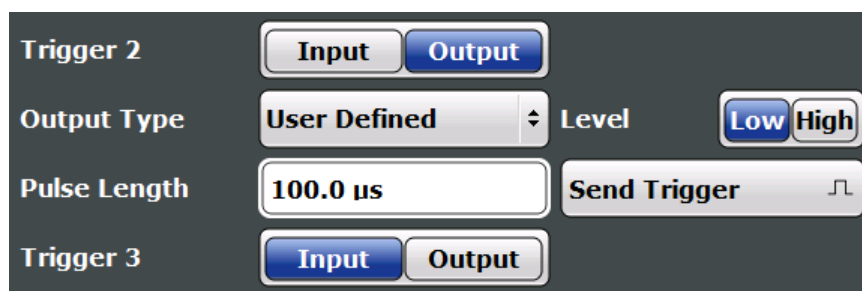 Trigger 2 Input Output
Output Type User Defined Level Low High
Pulse Length 100.0 µs Send Trigger
Trigger 3 Input Output